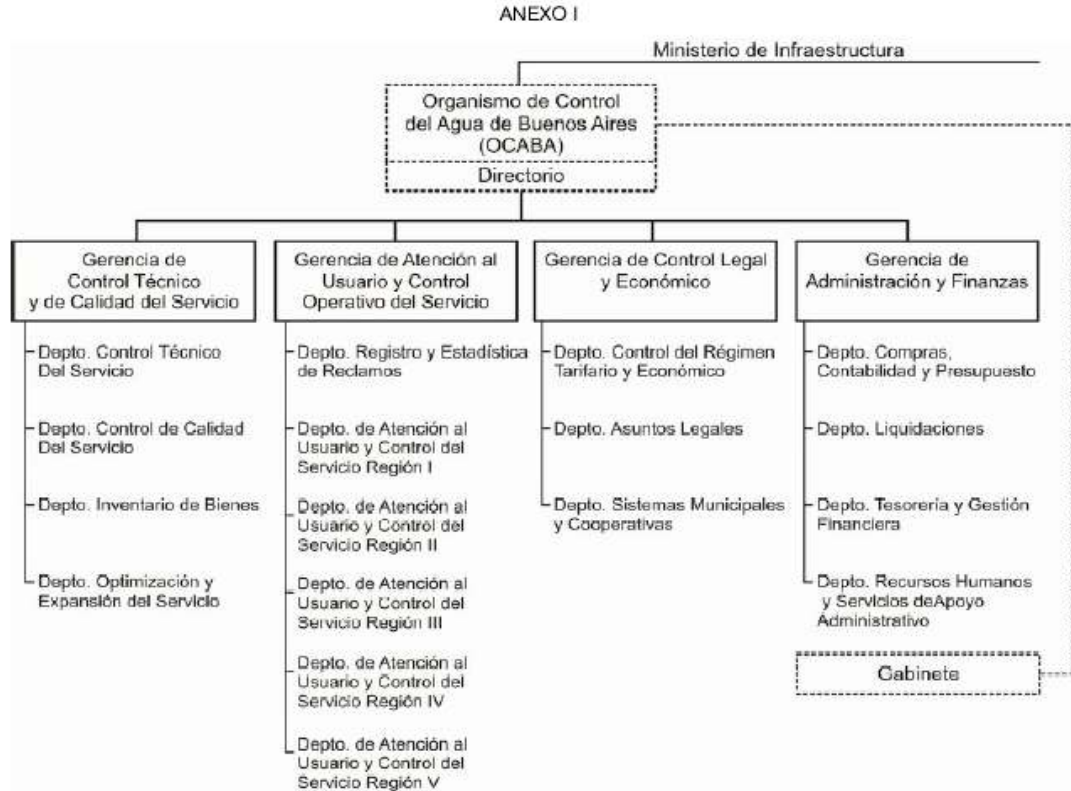 ANEXO I
Ministerio de Infraestructura
Organismo de Control
del Agua de Buenos Aires
(OCABA)
Directorio
Gerencia de
Control Técnico
y de Calidad del Servicio
Depto. Control Técnico
Del Servicio
Depto. Control de Calidad
Del Servicio
Depto. Inventario de Bienes
Depto. Optimización y
Expansión del Servicio
Gerencia de Atención al
Usuario y Control
Operativo del Servicio
Depto. Registro y Estadística
de Reclamos
Depto. de Atención al
Usuario y Control del
Servicio Región I
Depto. de Atención al
Usuario y Control del
Servicio Región II
Depto. de Atención al
Usuario y Control del
Servicio Región III
Depto. de Atención al
Usuario y Control del
Servicio Región IV
Depto. de Atención al
Usuario y Control del
Servicio Región V
Gerencia de Control Legal
y Económico
Depto. Control del Régimen
Tarifario y Económico
Depto. Asuntos Legales
Depto. Sistemas Municipales
y Cooperativas
Gerencia de
Administración y Finanzas
Depto. Compras,
Contabilidad y Presupuesto
Depto. Liquidaciones
Depto. Tesorería y Gestión
Financiera
Depto. Recursos Humanos
y Servicios deApoyo
Administrativo
Gabinete